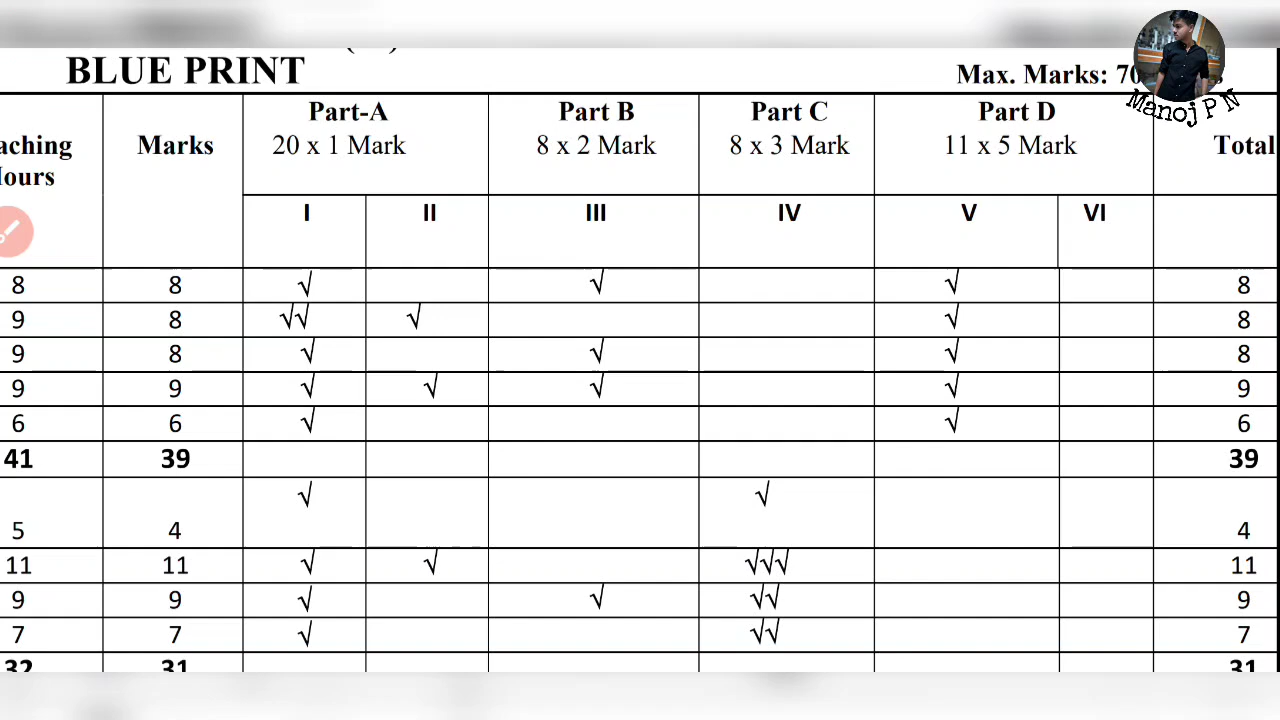 BLUE PRINT Max. Marks: 70
Manoj P N
Marks Part-A Part B Part C Part D Total
20 x 1 Mark 8 x 2 Mark 8 x 3 Mark 11 x 5 Mark
I II III IV V VI
8 8 √ √ √ 8
9 8 √√ √ √ 8
9 8 √ √ √ 8
9 9 √ √ √ √ 9
6 6 √ √ 6
41 39 39
√ √
5 4 4
11 11 √ √ √√√ 11
9 9 √ √ √√ 9
7 7 √ √√ 7
32 31 31